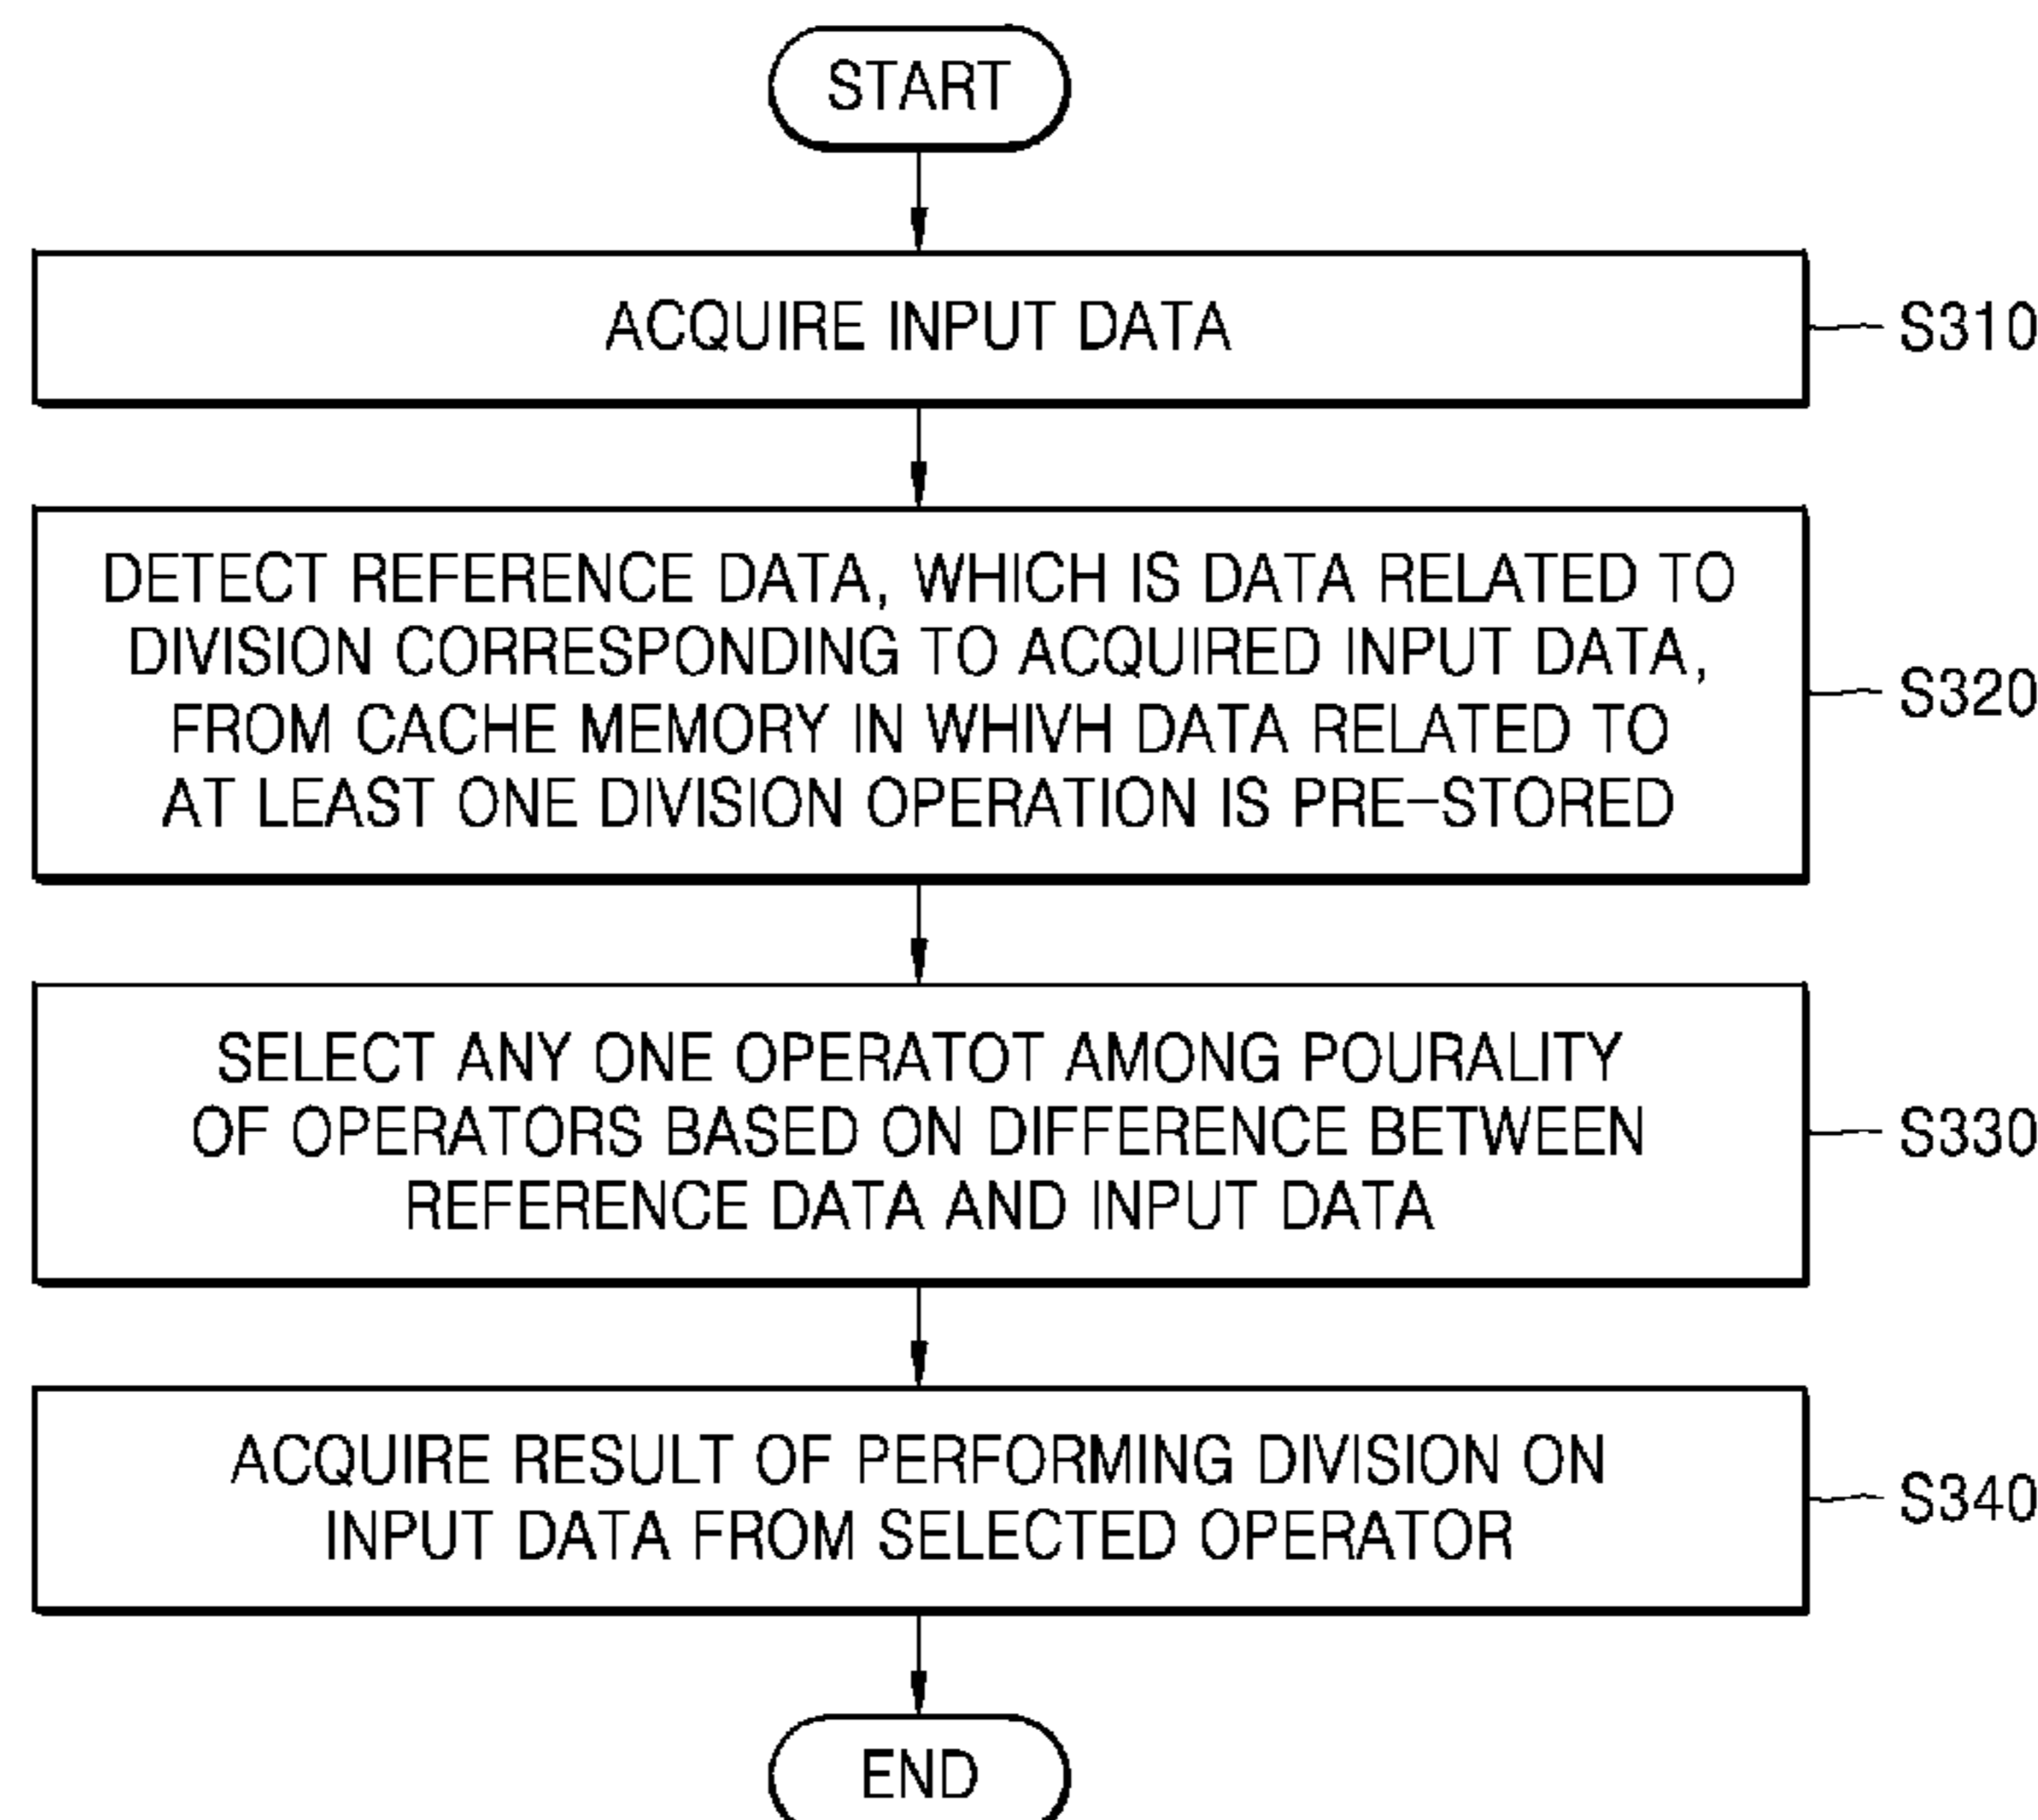 START
ACQUIRE INPUT DATA
S310
DETECT REFERENCE DATA, WHICH IS DATA RELATED TO
DIVISION CORRESPONDING TO ACQUIRED INPUT DATA,
FROM CACHE MEMORY IN WHIVH DATA RELATED TO
AT LEAST ONE DIVISION OPERATION IS PRE-STORED
S320
SELECT ANY ONE OPERATOT AMONG POURALITY
OF OPERATORS BASED ON DIFFERENCE BETWEEN
REFERENCE DATA AND INPUT DATA
S330
ACQUIRE RESULT OF PERFORMING DIVISION ON
INPUT DATA FROM SELECTED OPERATOR
S340
END